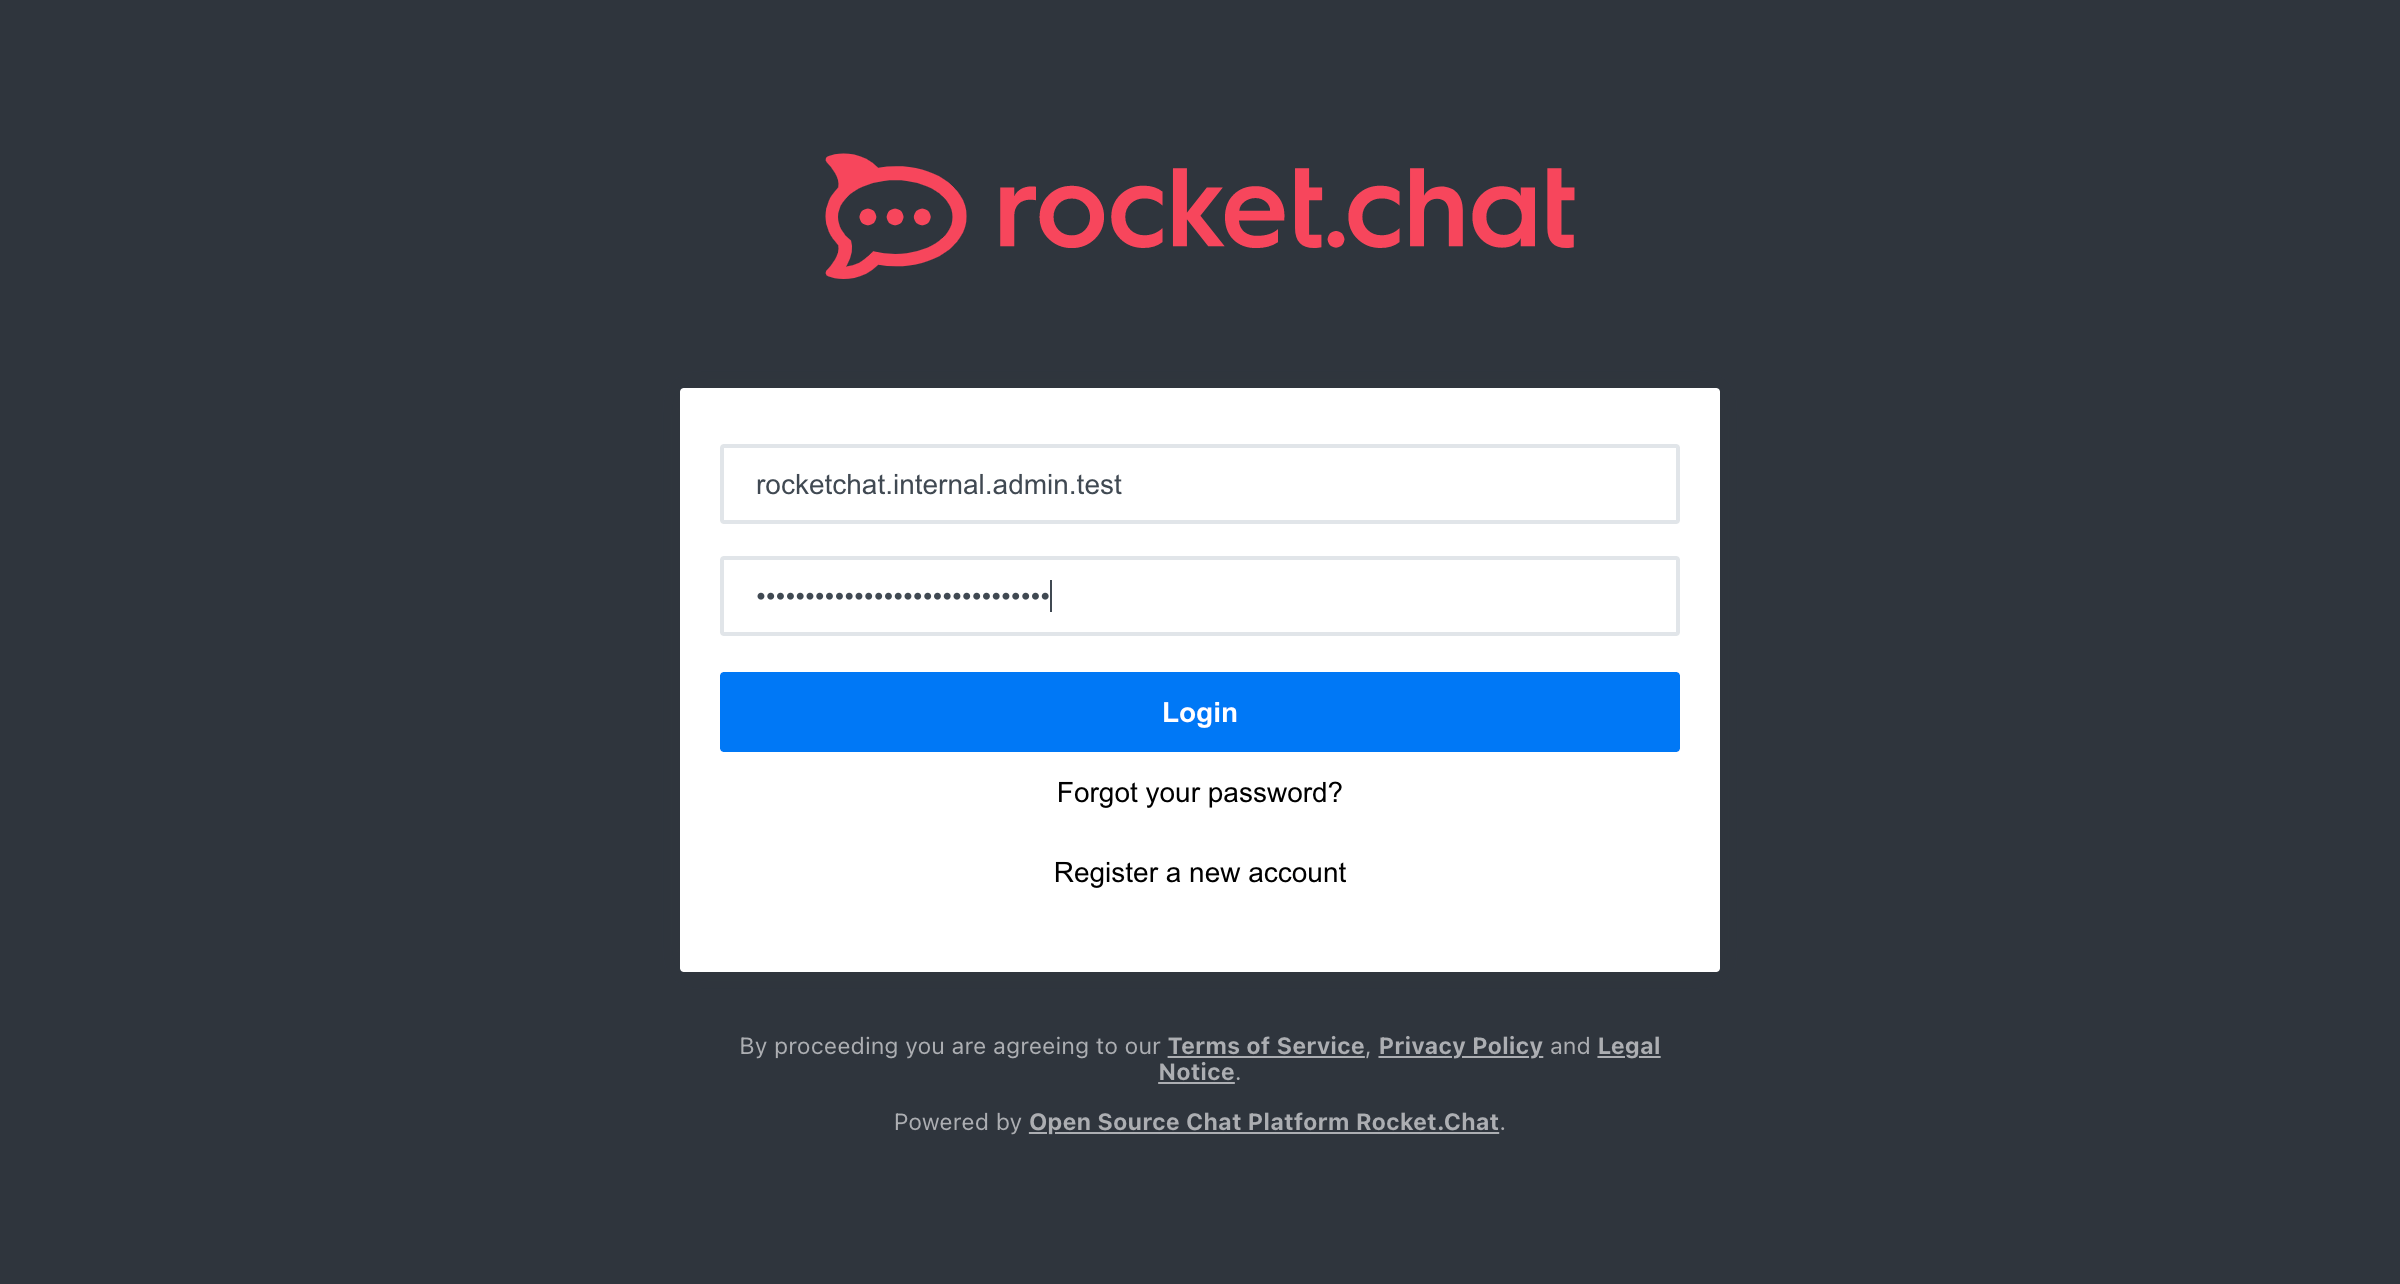 rocket.chat
rocketchat.internal.admin.test
••••••••••••••••••••••••••••••
Login
Forgot your password?
Register a new account
By proceeding you are agreeing to our Terms of Service, Privacy Policy and Legal
Notice.
Powered by Open Source Chat Platform Rocket.Chat.